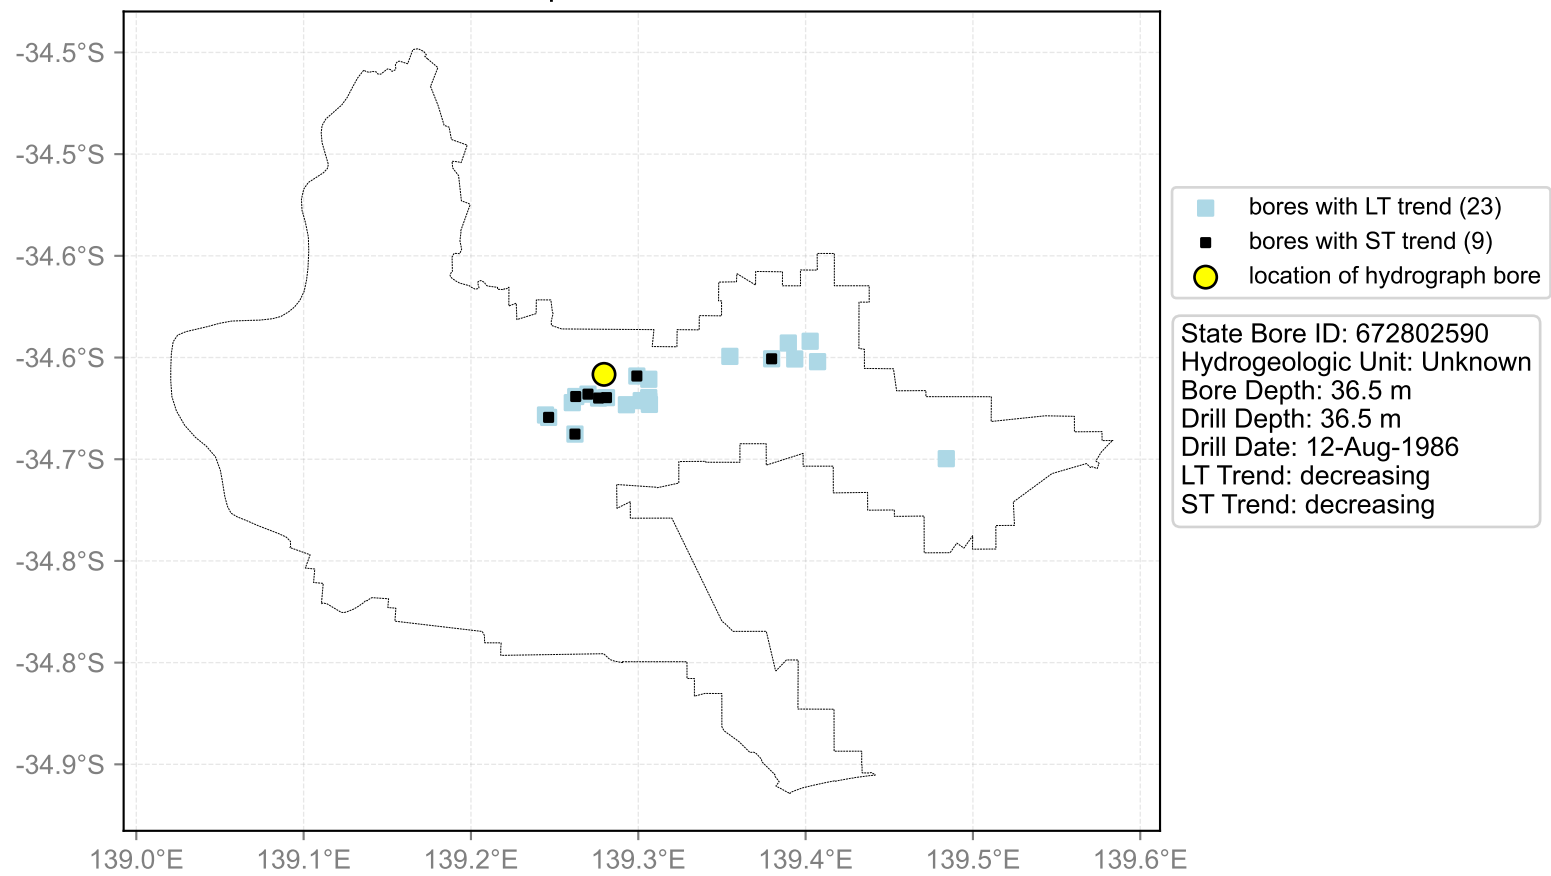 -34.5°S
-34.5°S
-34.6°S
-34.6°S
-34.7°S
-34.8°S
-34.8°S
-34.9°S
139.0°E
139.1°E
139.2°E
139.3°E
139.4°E
139.5°E
139.6°E
bores with LT trend (23)
bores with ST trend (9)
location of hydrograph bore
State Bore ID: 672802590
Hydrogeologic Unit: Unknown
Bore Depth: 36.5 m
Drill Depth: 36.5 m
Drill Date: 12-Aug-1986
LT Trend: decreasing
ST Trend: decreasing